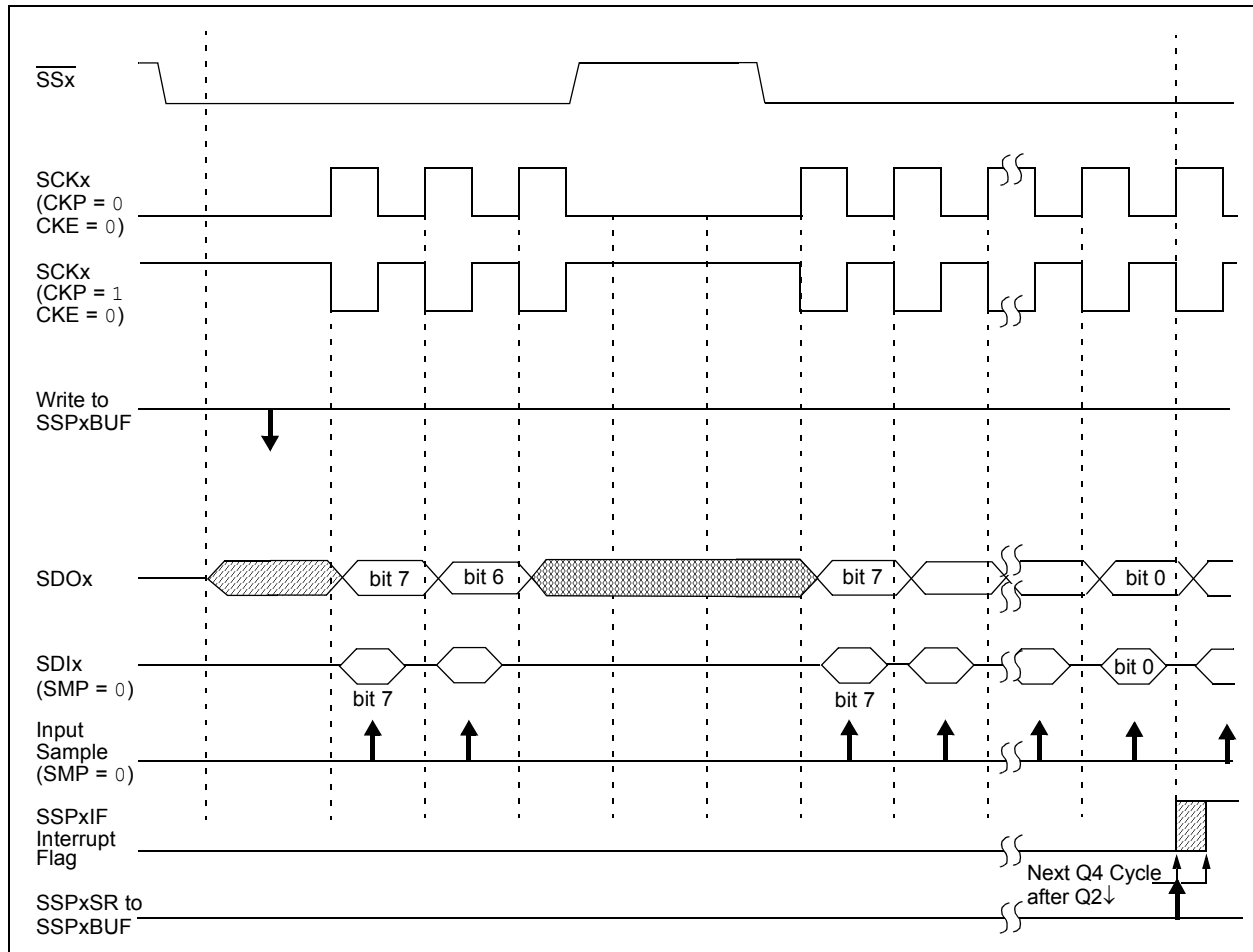 SSx
SCKx
(CKP = 0
CKE = 0)
SCKx
(CKP = 1
CKE = 0)
Write to
SSPxBUF
SDOx
bit 7
bit 6
bit 7
bit 0
SDIx
(SMP = 0)
bit 7
bit 7
bit 0
Input
Sample
(SMP = 0)
SSPxIF
Interrupt
Flag
Next Q4 Cycle
after Q2↓
SSPxSR to
SSPxBUF